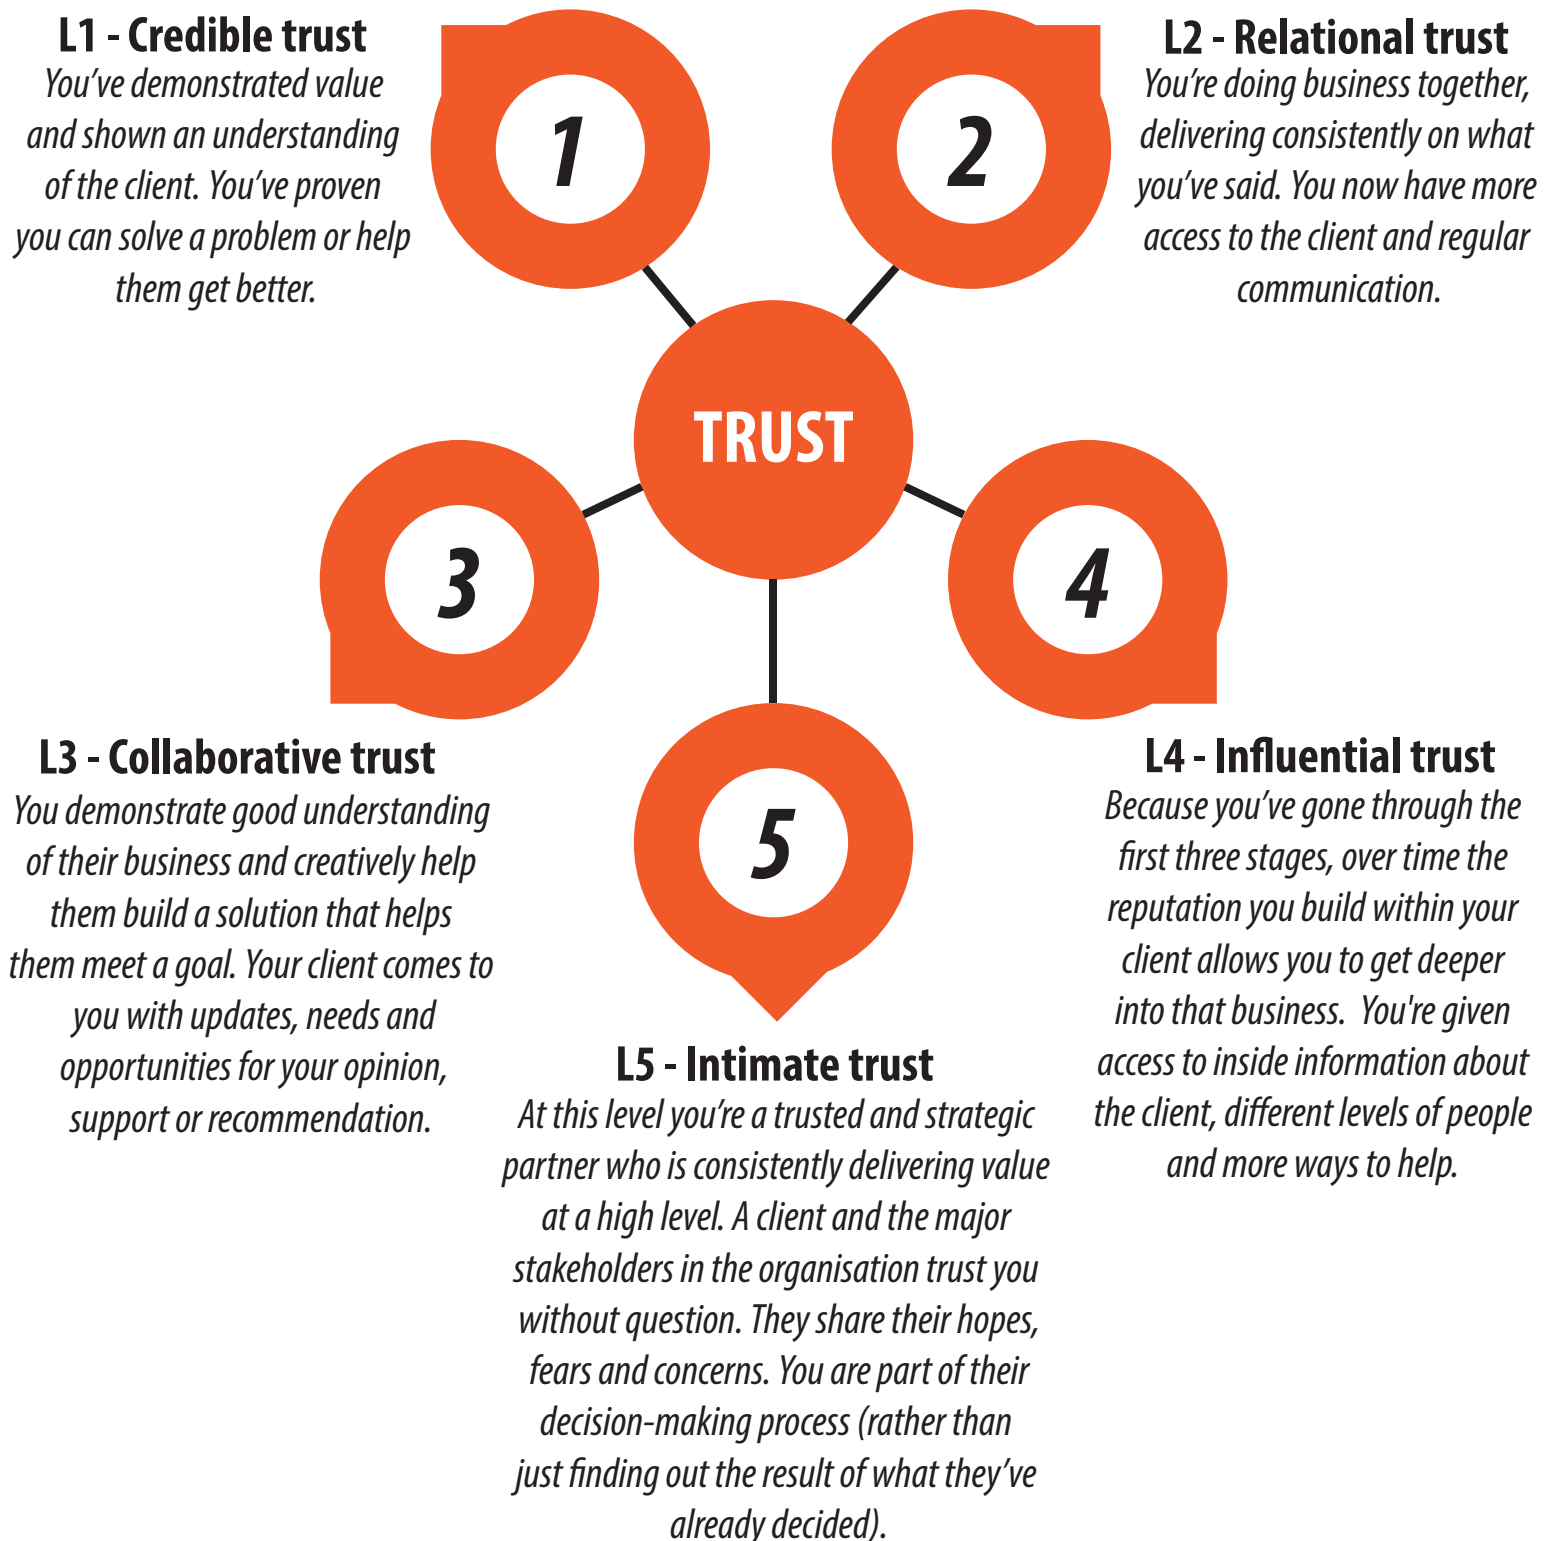 L1 - Credible trust
You’ve demonstrated value
and shown an understanding
of the client. You’ve proven
you can solve a problem or help
them get better.
1
2
L2 - Relational trust
You’re doing business together,
delivering consistently on what
you’ve said. You now have more
access to the client and regular
communication.
TRUST
3
4
L3 - Collaborative trust
You demonstrate good understanding
of their business and creatively help
them build a solution that helps
them meet a goal. Your client comes to
you with updates, needs and
opportunities for your opinion,
support or recommendation.
L4 - Influential trust
Because you’ve gone through the
first three stages, over time the
reputation you build within your
client allows you to get deeper
into that business.  You're given
access to inside information about
the client, different levels of people
and more ways to help.
5
L5 - Intimate trust
At this level you’re a trusted and strategic
partner who is consistently delivering value
at a high level. A client and the major
stakeholders in the organisation trust you
without question. They share their hopes,
fears and concerns. You are part of their
decision-making process (rather than
just finding out the result of what they’ve
already decided).